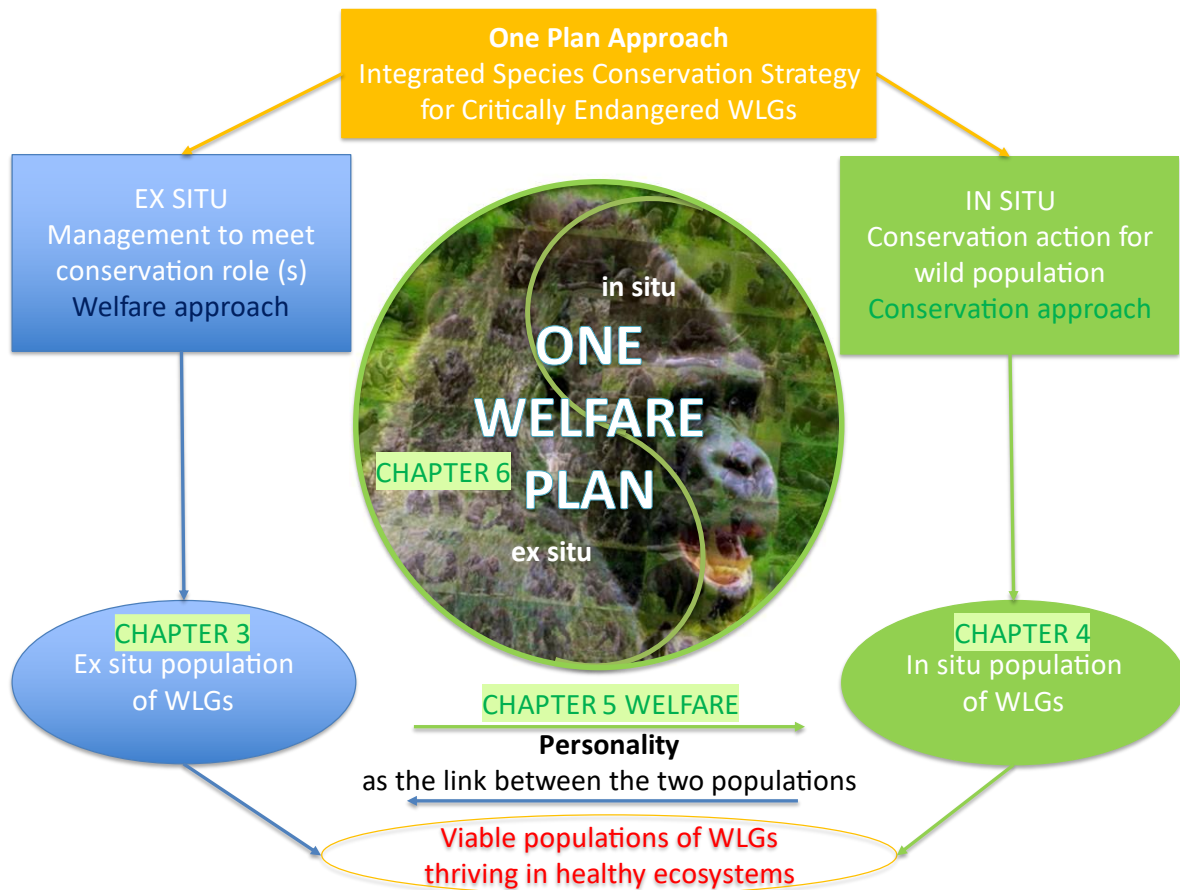 One Plan Approach
Integrated Species Conservation Strategy
for Critically Endangered WLGs
EX SITU
Management to meet
conservation role (s)
Welfare approach
IN SITU
Conservation action for
wild population
Conservation approach
in situ
ONE
WELFARE
CHAPTER 6
PLAN
ex situ
CHAPTER 3
Ex situ population
of WLGs
CHAPTER 4
In situ population
of WLGs
CHAPTER 5 WELFARE
Personality
as the link between the two populations
Viable populations of WLGs
thriving in healthy ecosystems